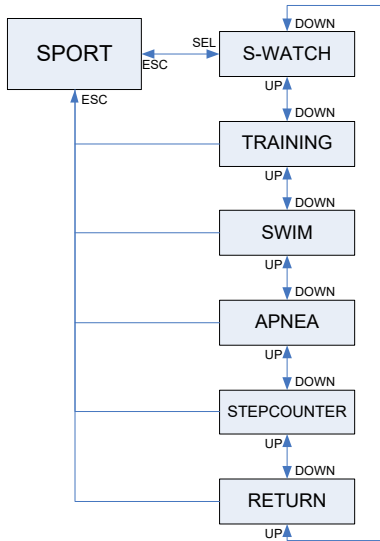 DOWN
SPORT
SEL
ESC
S-WATCH
ESC
UP
DOWN
TRAINING
UP
DOWN
SWIM
UP
DOWN
APNEA
UP
DOWN
STEPCOUNTER
UP
DOWN
RETURN
UP